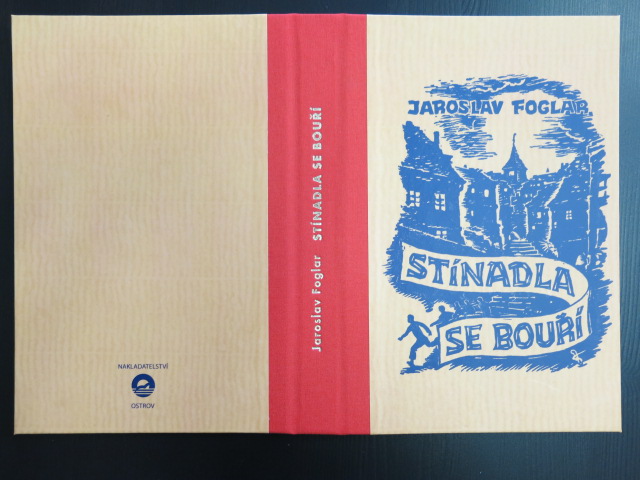 NAKLADATELSTVÍ
OSTROV
Jaroslav Foglar STÍNADLA SE BOUŘÍ
JAROSLAV FOGLAR
STÍNADLA
SE BOUŘÍ